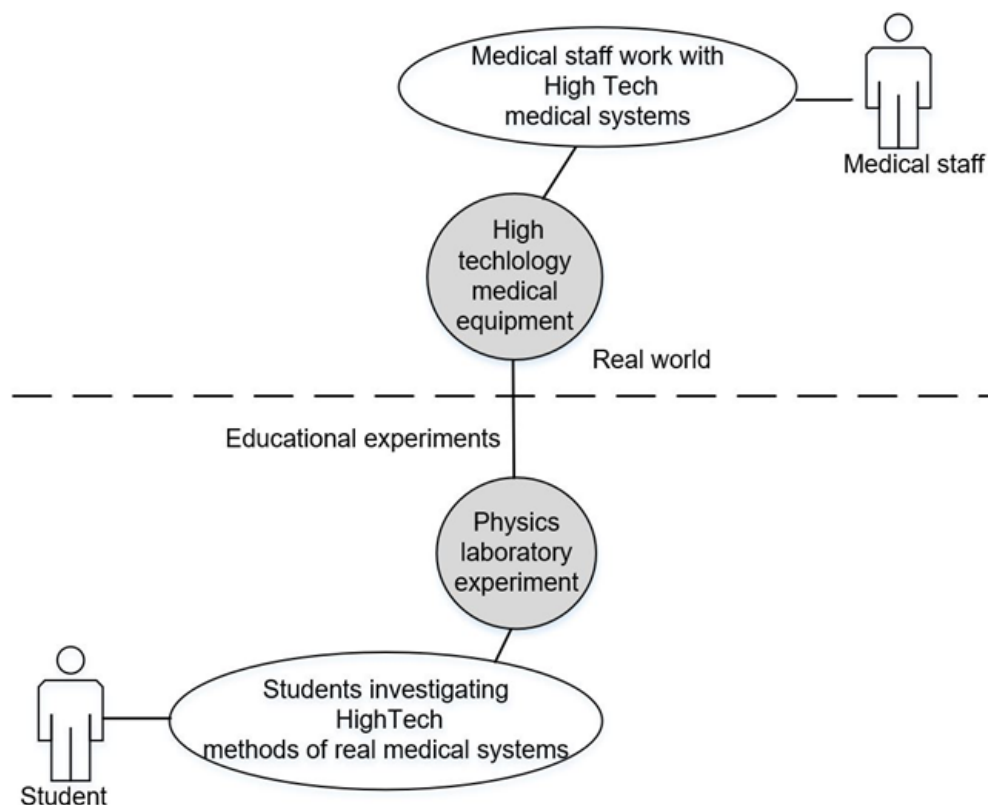 Medical staff work with
High Tech
medical systems
Medical staff
High
techlology
medical
equipment
Real world
Educational experiments
Physics
laboratory
experiment
Students investigating
HighTech
methods of real medical systems
Student